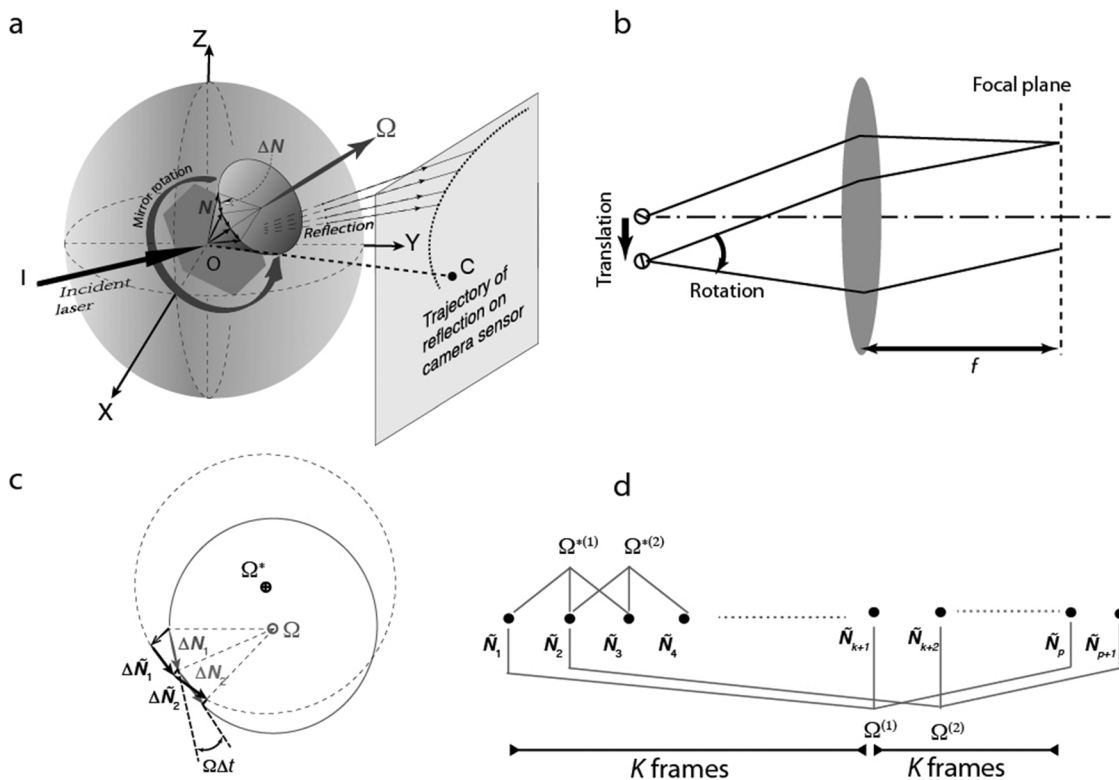 a
Z
Ω
ΔN
Mirror rotation
N
Reflection
Y
O
I
Incident
laser
C
Trajectory of
reflection on
camera sensor
X
b
Focal plane
Translation
Rotation
f
c
Ω*
Ω
ΔN₁
ΔÑ₁
ΔN₂
ΔÑ₂
ΩΔt
d
Ω*⁽¹⁾ Ω*⁽²⁾
Ñ₁ Ñ₂ Ñ₃ Ñ₄ Ñₖ₊₁ Ñₖ₊₂ Ñₚ Ñₚ₊₁
Ω⁽¹⁾ Ω⁽²⁾
K frames K frames